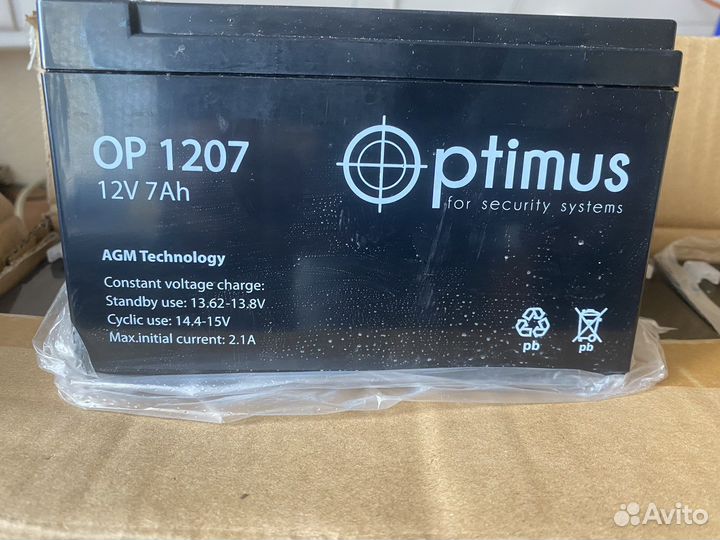 OP 1207
12V 7Ah
Optimus
for security systems
AGM Technology
Constant voltage charge:
Standby use: 13.62-13.8V
Cyclic use: 14.4-15V
Max.initial current: 2.1A
pb
pb
Avito